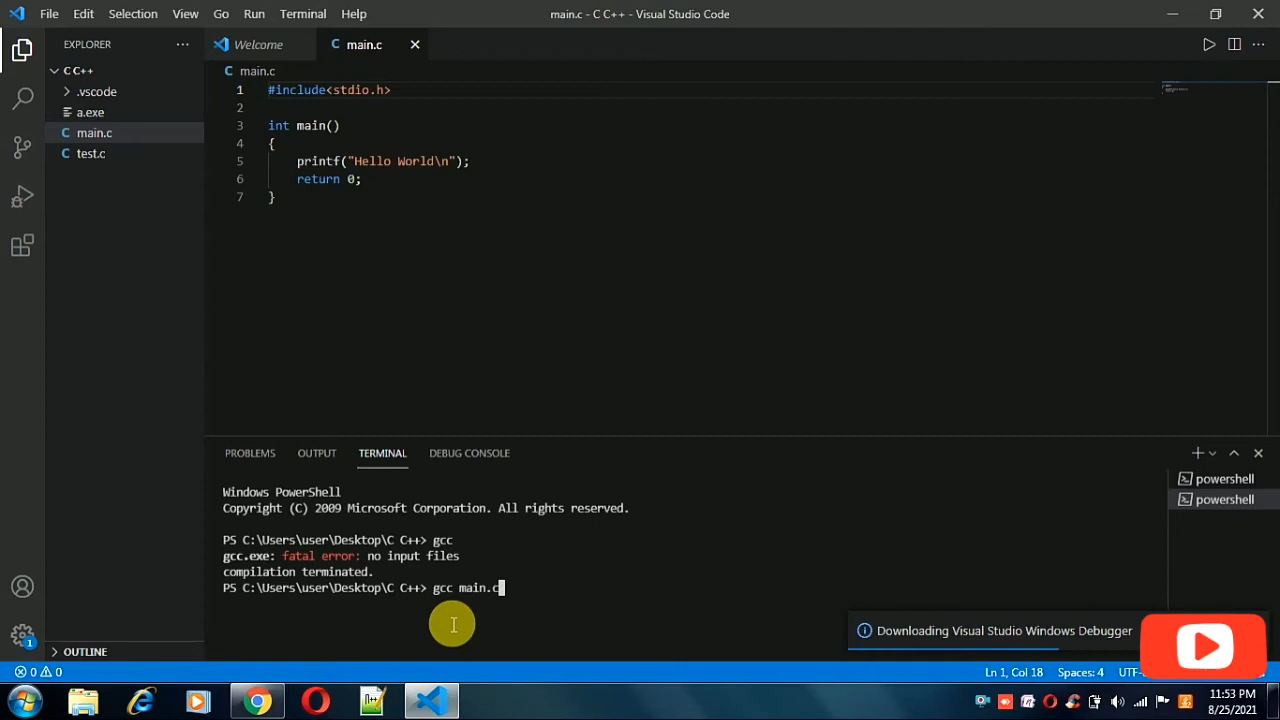 File Edit Selection View Go Run Terminal Help
main.c - C C++ - Visual Studio Code
EXPLORER
C C++
.vscode
a.exe
C main.c
C test.c
OUTLINE
Welcome
C main.c
C main.c
1 #include<stdio.h>
2
3 int main()
4 {
5 printf("Hello World\n");
6 return 0;
7 }
PROBLEMS OUTPUT TERMINAL DEBUG CONSOLE
Windows PowerShell
Copyright (C) 2009 Microsoft Corporation. All rights reserved.
PS C:\Users\user\Desktop\C C++> gcc
gcc.exe: fatal error: no input files
compilation terminated.
PS C:\Users\user\Desktop\C C++> gcc main.c
powershell
powershell
Downloading Visual Studio Windows Debugger
1
0 0
Ln 1, Col 18 Spaces: 4 UTF-
11:53 PM
8/25/2021